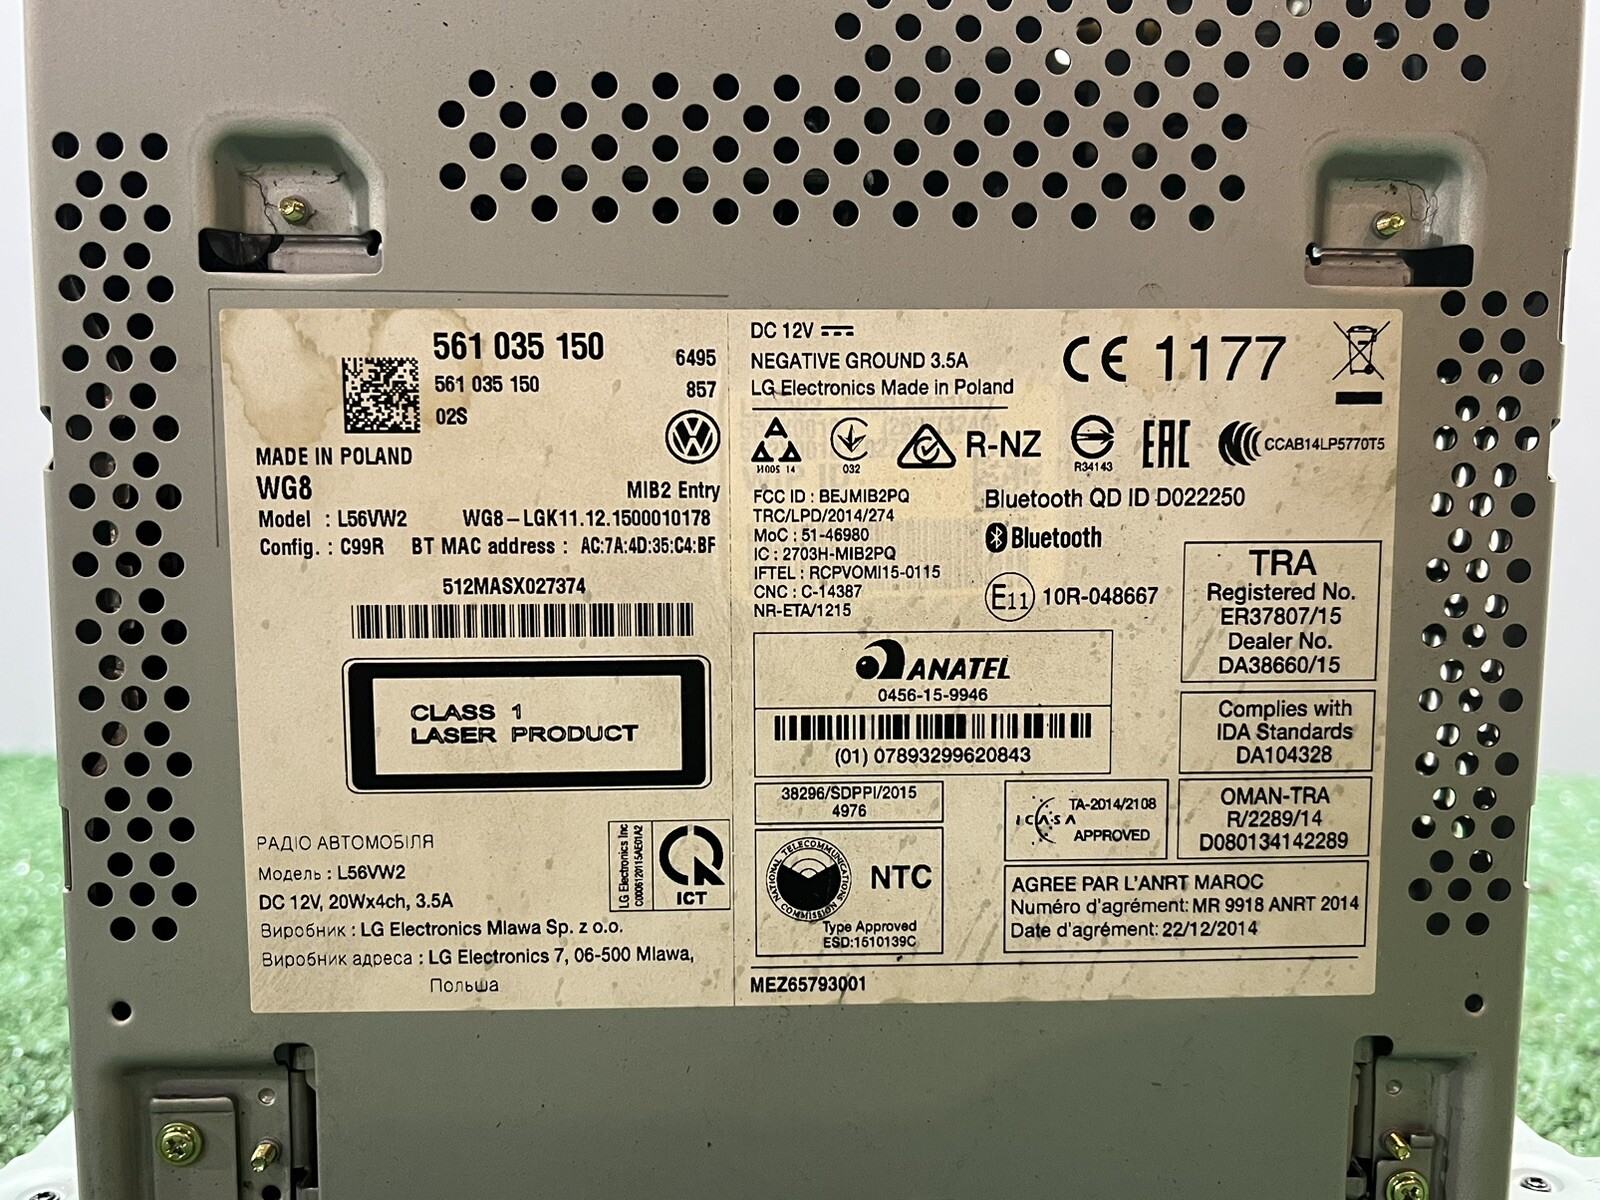 561 035 150
6495
561 035 150
857
02S
MADE IN POLAND
WG8
MIB2 Entry
Model : L56VW2 WG8-LGK11.12.1500010178
Config. : C99R BT MAC address : AC:7A:4D:35:C4:BF
512MASX027374
CLASS 1
LASER PRODUCT
РАДІО АВТОМОБІЛЯ
Модель : L56VW2
DC 12V, 20Wx4ch, 3.5A
Виробник : LG Electronics Mlawa Sp. z o.o.
Виробник адреса : LG Electronics 7, 06-500 Mlawa,
Польша
LG Electronics Inc
C0006120115AE01A2
ICT
DC 12V
NEGATIVE GROUND 3.5A
LG Electronics Made in Poland
CE 1177
032
R-NZ
R34143
EAC
CCAB14LP5770T5
FCC ID : BEJMIB2PQ
TRC/LPD/2014/274
MoC : 51-46980
IC : 2703H-MIB2PQ
IFTEL : RCPVOMI15-0115
CNC : C-14387
NR-ETA/1215
Bluetooth QD ID D022250
Bluetooth
E11 10R-048667
TRA
Registered No.
ER37807/15
Dealer No.
DA38660/15
ANATEL
0456-15-9946
(01) 07893299620843
Complies with
IDA Standards
DA104328
38296/SDPPI/2015
4976
ICASA
TA-2014/2108
APPROVED
OMAN-TRA
R/2289/14
D080134142289
NATIONAL TELECOMMUNICATIONS COMMISSION
NTC
Type Approved
ESD:1510139C
AGREE PAR L'ANRT MAROC
Numéro d'agrément: MR 9918 ANRT 2014
Date d'agrément: 22/12/2014
MEZ65793001